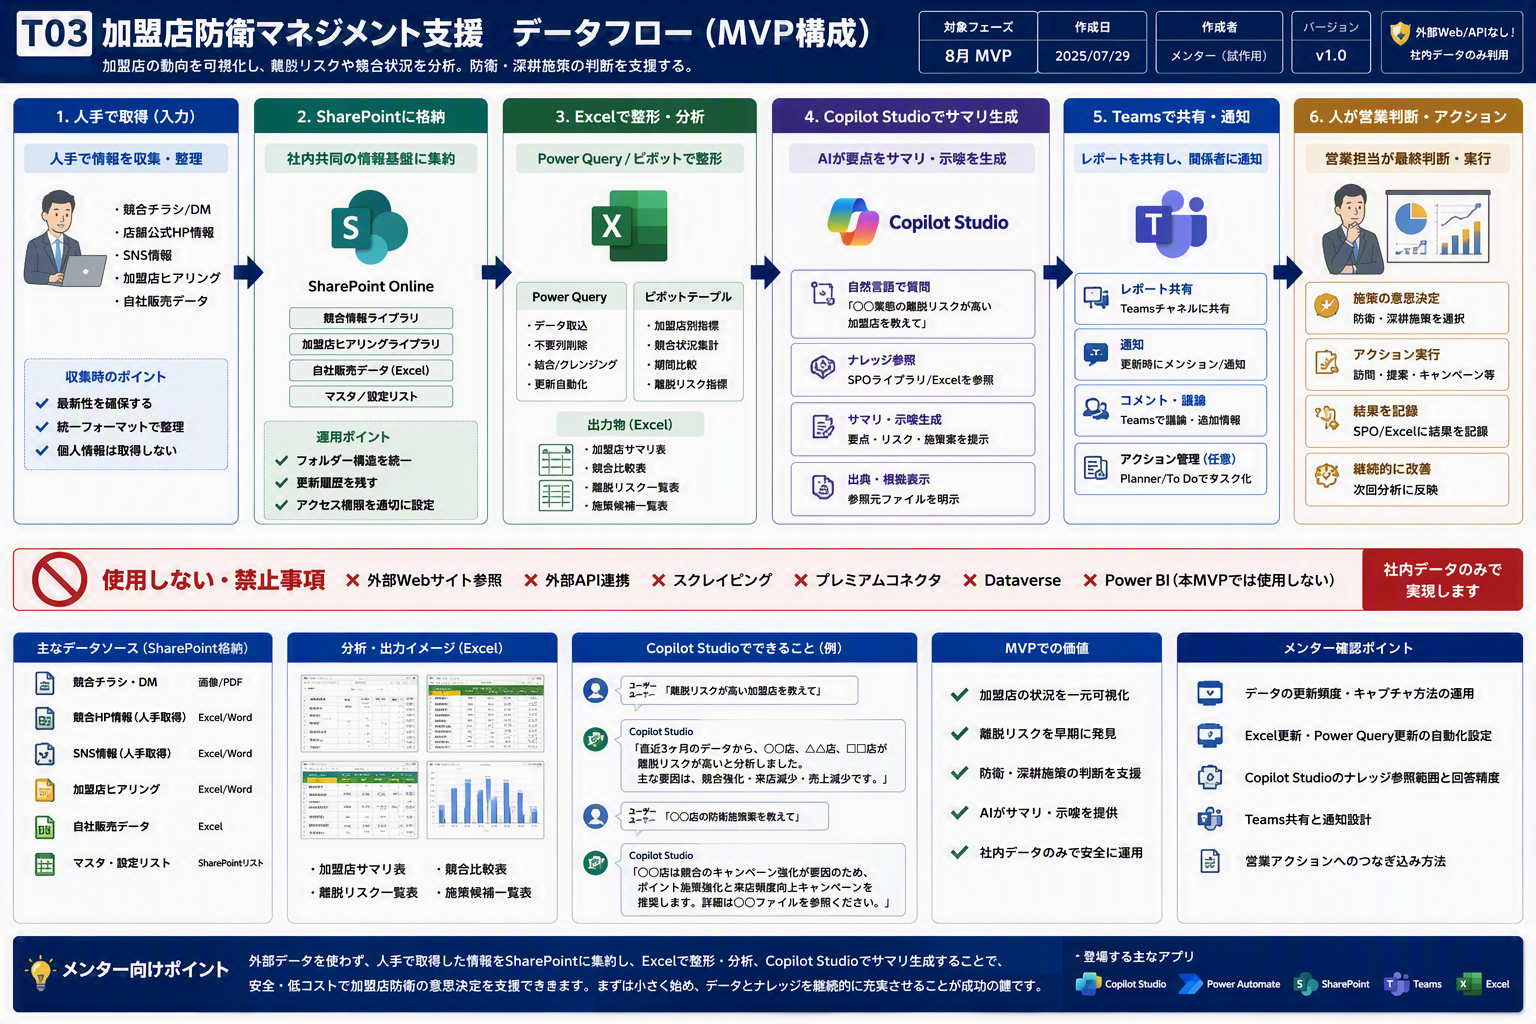 T03 加盟店防衛マネジメント支援 データフロー（MVP構成）
加盟店の動向を可視化し、離脱リスクや競合状況を分析。防衛・深耕施策の判断を支援する。
対象フェーズ
8月 MVP
作成日
2025/07/29
作成者
メンター（試作用）
バージョン
v1.0
外部Web/APIなし！
社内データのみ利用
1. 人手で取得（入力）
人手で情報を収集・整理
・競合チラシ/DM
・店舗公式HP情報
・SNS情報
・加盟店ヒアリング
・自社販売データ
収集時のポイント
最新性を確保する
統一フォーマットで整理
個人情報は取得しない
2. SharePointに格納
社内共同の情報基盤に集約
S
SharePoint Online
競合情報ライブラリ
加盟店ヒアリングライブラリ
自社販売データ（Excel）
マスタ／設定リスト
運用ポイント
フォルダー構造を統一
更新履歴を残す
アクセス権限を適切に設定
3. Excelで整形・分析
Power Query / ピボットで整形
X
Power Query
・データ取込
・不要列削除
・結合/クレンジング
・更新自動化
ピボットテーブル
・加盟店別指標
・競合状況集計
・期間比較
・離脱リスク指標
出力物（Excel）
・加盟店サマリ表
・競合比較表
・離脱リスク一覧表
・施策候補一覧表
4. Copilot Studioでサマリ生成
AIが要点をサマリ・示唆を生成
Copilot Studio
自然言語で質問
「〇〇業態の離脱リスクが高い
加盟店を教えて」
ナレッジ参照
SPOライブラリ/Excelを参照
サマリ・示唆生成
要点・リスク・施策案を提示
出典・根拠表示
参照元ファイルを明示
5. Teamsで共有・通知
レポートを共有し、関係者に通知
T
レポート共有
Teamsチャネルに共有
通知
更新時にメンション/通知
コメント・議論
Teamsで議論・追加情報
アクション管理（任意）
Planner/To Doでタスク化
6. 人が営業判断・アクション
営業担当が最終判断・実行
施策の意思決定
防衛・深耕施策を選択
アクション実行
訪問・提案・キャンペーン等
結果を記録
SPO/Excelに結果を記録
継続的に改善
次回分析に反映
使用しない・禁止事項
外部Webサイト参照
外部API連携
スクレイピング
プレミアムコネクタ
Dataverse
Power BI（本MVPでは使用しない）
社内データのみで
実現します
主なデータソース（SharePoint格納）
競合チラシ・DM 画像/PDF
競合HP情報（人手取得） Excel/Word
SNS情報（人手取得） Excel/Word
加盟店ヒアリング Excel/Word
自社販売データ Excel
マスタ・設定リスト SharePointリスト
分析・出力イメージ（Excel）
・加盟店サマリ表 ・競合比較表
・離脱リスク一覧表 ・施策候補一覧表
Copilot Studioでできること（例）
ユーザー
「離脱リスクが高い加盟店を教えて」
Copilot Studio
「直近3ヶ月のデータから、〇〇店、△△店、□□店が
離脱リスクが高いと分析しました。
主な要因は、競合強化・来店減少・売上減少です。」
ユーザー
「〇〇店の防衛施策案を教えて」
Copilot Studio
「〇〇店は競合のキャンペーン強化が要因のため、
ポイント施策強化と来店頻度向上キャンペーンを
推奨します。詳細は〇〇ファイルを参照ください。」
MVPでの価値
加盟店の状況を一元可視化
離脱リスクを早期に発見
防衛・深耕施策の判断を支援
AIがサマリ・示唆を提供
社内データのみで安全に運用
メンター確認ポイント
データの更新頻度・キャプチャ方法の運用
Excel更新・Power Query更新の自動化設定
Copilot Studioのナレッジ参照範囲と回答精度
Teams共有と通知設計
営業アクションへのつなぎ込み方法
メンター向けポイント
外部データを使わず、人手で取得した情報をSharePointに集約し、Excelで整形・分析、Copilot Studioでサマリ生成することで、
安全・低コストで加盟店防衛の意思決定を支援でききます。まずは小さく始め、データとナレッジを継続的に充実させることが成功の鍵です。
・登場する主なアプリ
Copilot Studio
Power Automate
S SharePoint
T Teams
X Excel